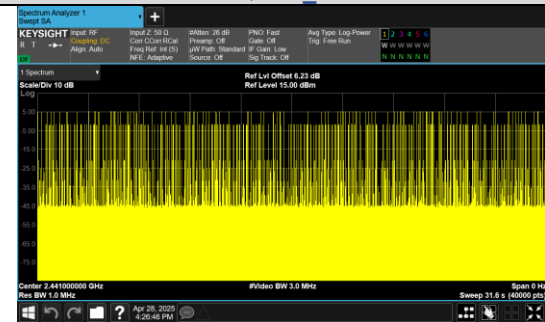 Spectrum Analyzer 1
Swept SA
+
KEYSIGHT
R T
Input: RF
Coupling: DC
Align: Auto
Input Z: 50 Ω
Corr CCorr RCal
Freq Ref: Int (S)
NFE: Adaptive
#Atten: 26 dB
Preamp: Off
µW Path: Standard
Source: Off
PNO: Fast
Gate: Off
IF Gain: Low
Sig Track: Off
Avg Type: Log-Power
Trig: Free Run
1 2 3 4 5 6
W W W W W W
N N N N N N
1 Spectrum
Scale/Div 10 dB
Ref Lvl Offset 6.23 dB
Ref Level 15.00 dBm
Log
5.00
-5.00
-15.0
-25.0
-35.0
-45.0
-55.0
-65.0
-75.0
Center 2.441000000 GHz
Res BW 1.0 MHz
#Video BW 3.0 MHz
Span 0 Hz
Sweep 31.6 s (40000 pts)
?
Apr 28, 2025
4:26:46 PM